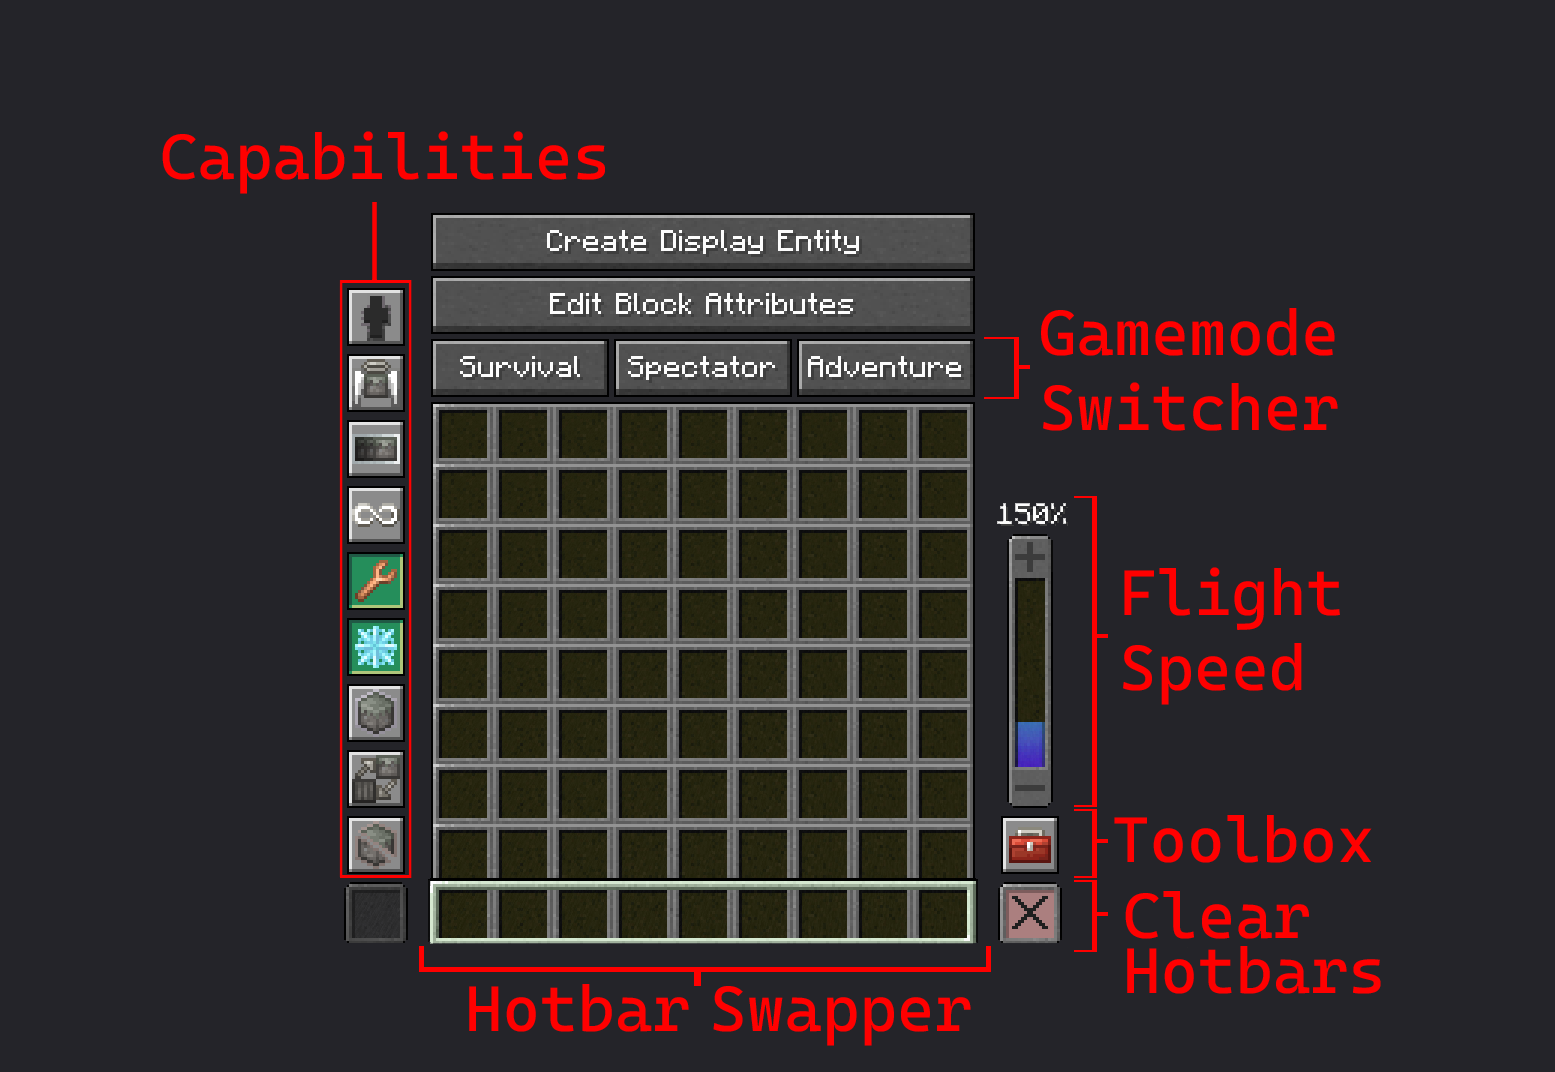 Capabilities
Create Display Entity
Edit Block Attributes
Survival Spectator Adventure
Gamemode
Switcher
150%
Flight
Speed
Toolbox
Clear
Hotbars
Hotbar Swapper